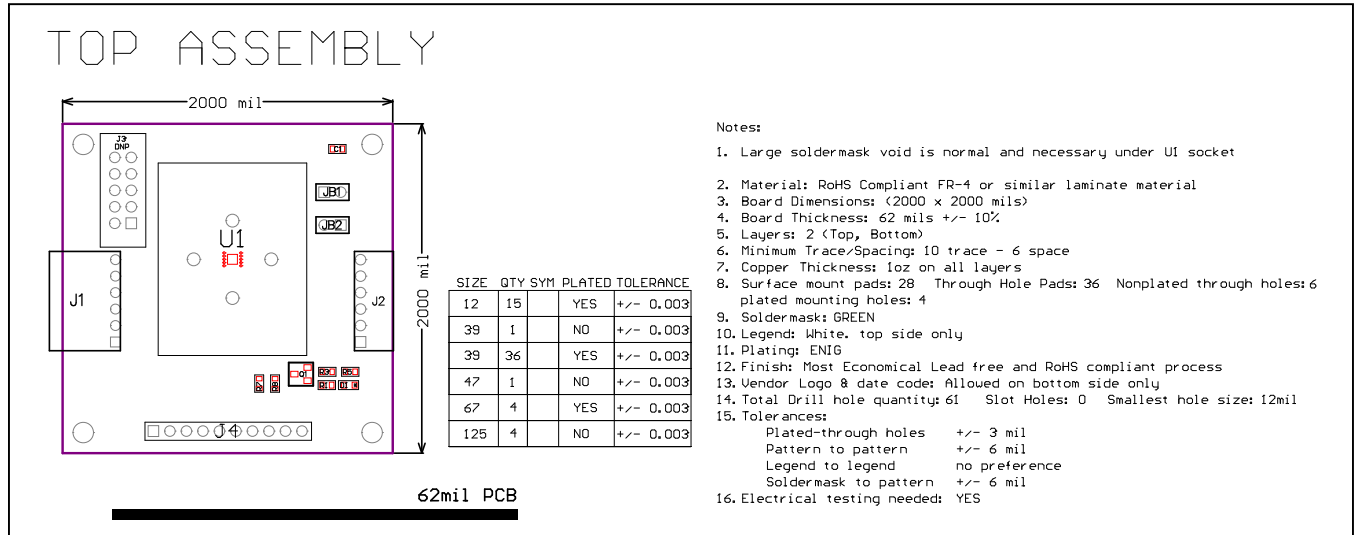 TOP ASSEMBLY
2000 mil
J3
DNP
C1
JB1
JB2
U1
J1
J2
2000 mil
Q1
R3
R5
R1
D1
J4
62mil PCB
SIZE QTY SYM PLATED TOLERANCE
12 15 YES +/- 0.003
39 1 NO +/- 0.003
39 36 YES +/- 0.003
47 1 NO +/- 0.003
67 4 YES +/- 0.003
125 4 NO +/- 0.003
Notes:
1. Large soldermask void is normal and necessary under UI socket
2. Material: RoHS Compliant FR-4 or similar laminate material
3. Board Dimensions: (2000 x 2000 mils)
4. Board Thickness: 62 mils +/- 10%
5. Layers: 2 (Top, Bottom)
6. Minimum Trace/Spacing: 10 trace - 6 space
7. Copper Thickness: 1oz on all layers
8. Surface mount pads: 28 Through Hole Pads: 36 Nonplated through holes: 6
plated mounting holes: 4
9. Soldermask: GREEN
10. Legend: White. top side only
11. Plating: ENIG
12. Finish: Most Economical Lead free and RoHS compliant process
13. Vendor Logo & date code: Allowed on bottom side only
14. Total Drill hole quantity: 61 Slot Holes: 0 Smallest hole size: 12mil
15. Tolerances:
Plated-through holes +/- 3 mil
Pattern to pattern +/- 6 mil
Legend to legend no preference
Soldermask to pattern +/- 6 mil
16. Electrical testing needed: YES